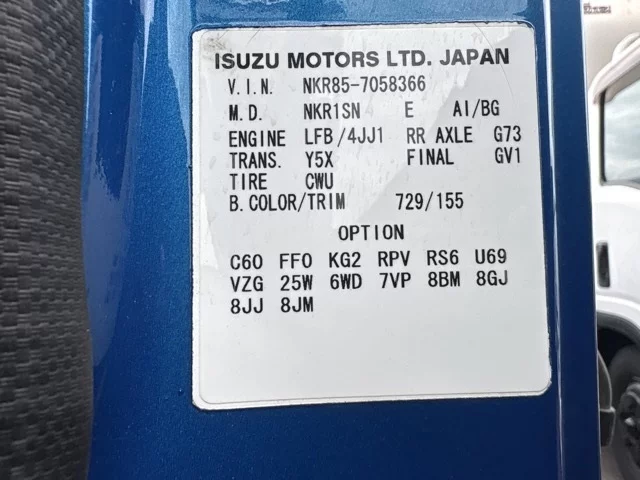 ISUZU MOTORS LTD. JAPAN
V.I.N. NKR85-7058366
M.D. NKR1SN E AI/BG
ENGINE LFB/4JJ1 RR AXLE G73
TRANS. Y5X FINAL GV1
TIRE CWU
B.COLOR/TRIM 729/155
OPTION
C60 FF0 KG2 RPV RS6 U69
VZG 25W 6WD 7VP 8BM 8GJ
8JJ 8JM